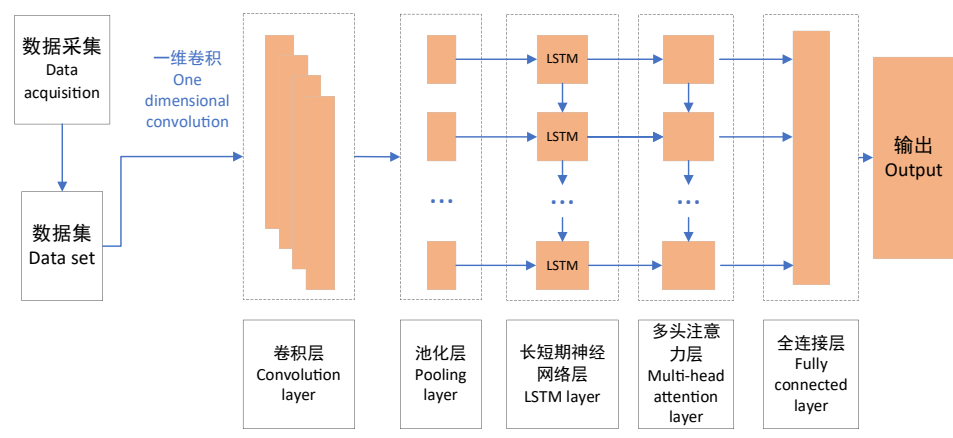 数据采集
Data
acquisition
一维卷积
One
dimensional
convolution
数据集
Data set
LSTM
LSTM
...
...
...
LSTM
输出
Output
卷积层
Convolution
layer
池化层
Pooling
layer
长短期神经
网络层
LSTM layer
多头注意
力层
Multi-head
attention
layer
全连接层
Fully
connected
layer